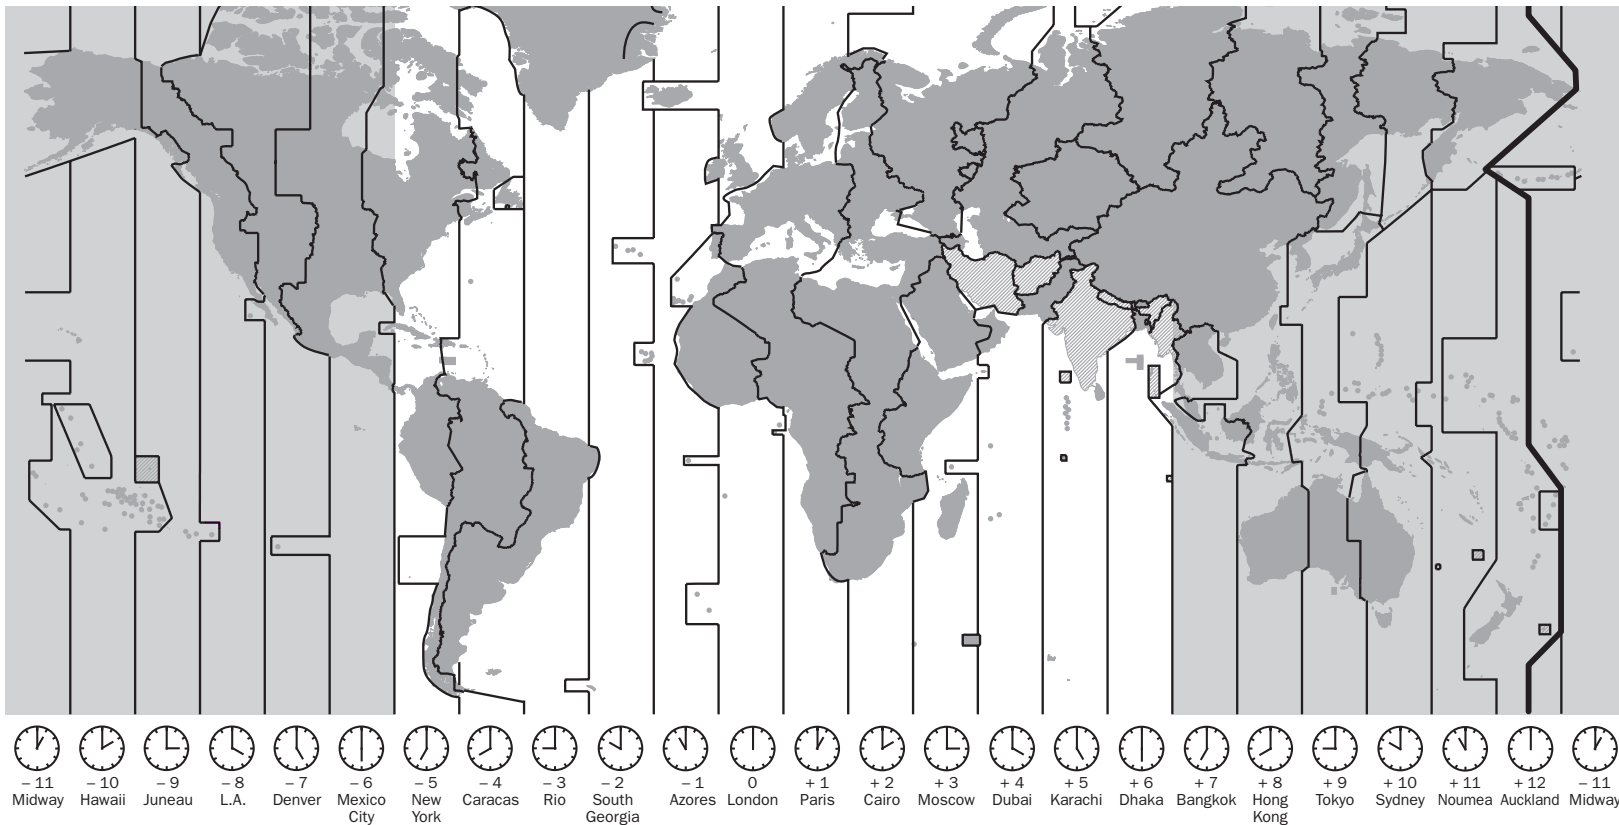 – 11 – 10 – 9 – 8 – 7 – 6 – 5 – 4 – 3 – 2 – 1 0 + 1 + 2 + 3 + 4 + 5 + 6 + 7 + 8 + 9 + 10 + 11 + 12 –11
Midway Hawaii Juneau L.A. Denver Mexico New Caracas Rio South Azores London Paris Cairo Moscow Dubai Karachi Dhaka Bangkok Hong Tokyo Sydney Noumea Auckland Midway
City York Georgia Kong